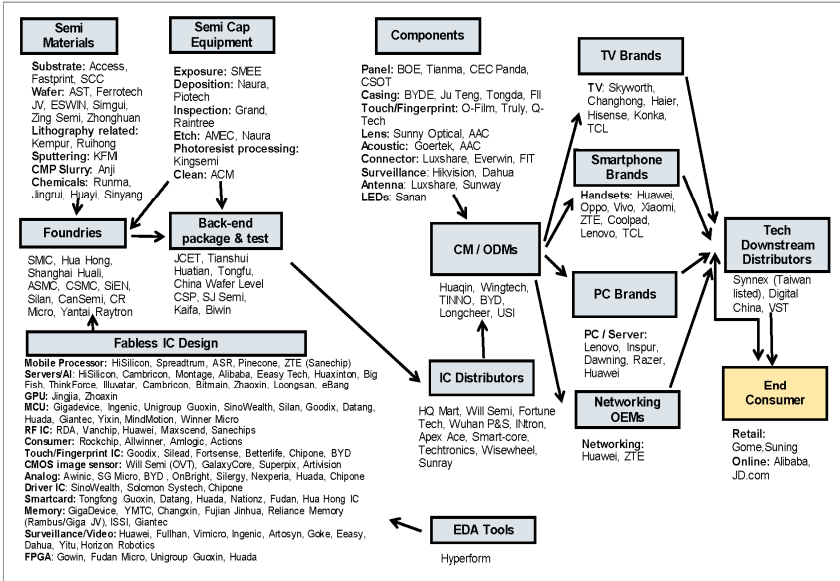 Semi
Materials
Substrate: Access,
Fastprint, SCC
Wafer: AST, Ferrotech
JV, ESWIN, Simgui,
Zing Semi, Zhonghuan
Lithography related:
Kempur, Ruihong
Sputtering: KFMI
CMP Slurry: Anji
Chemicals: Runma,
Jingrui, Huayi, Sinyang
Semi Cap
Equipment
Exposure: SMEE
Deposition: Naura,
Piotech
Inspection: Grand,
Raintree
Etch: AMEC, Naura
Photoresist processing:
Kingsemi
Clean: ACM
Components
Panel: BOE, Tianma, CEC Panda,
CSOT
Casing: BYDE, Ju Teng, Tongda, FII
Touch/Fingerprint: O-Film, Truly, Q-
Tech
Lens: Sunny Optical, AAC
Acoustic: Goertek, AAC
Connector: Luxshare, Everwin, FIT
Surveillance: Hikvision, Dahua
Antenna: Luxshare, Sunway
LEDs: Sanan
TV Brands
TV: Skyworth,
Changhong, Haier,
Hisense, Konka,
TCL
Smartphone
Brands
Handsets: Huawei,
Oppo, Vivo, Xiaomi,
ZTE, Coolpad,
Lenovo, TCL
Foundries
SMIC, Hua Hong,
Shanghai Huali,
ASMC, CSMC, SiEN,
Silan, CanSemi, CR
Micro, Yantai, Raytron
Back-end
package & test
JCET, Tianshui
Huatian, Tongfu,
China Wafer Level
CSP, SJ Semi,
Kaifa, Biwin
CM / ODMs
Huaqin, Wingtech,
TINNO, BYD,
Longcheer, USI
PC Brands
PC / Server:
Lenovo, Inspur,
Dawning, Razer,
Huawei
Tech
Downstream
Distributors
Synnex (Taiwan
listed), Digital
China, VST
Fabless IC Design
Mobile Processor: HiSilicon, Spreadtrum, ASR, Pinecone, ZTE (Sanechip)
Servers/AI: HiSilicon, Cambricon, Montage, Alibaba, Eeasy Tech, Huaxinton, Big
Fish, ThinkForce, Illuvatar, Cambricon, Bitmain, Zhaoxin, Loongsan, eBang
GPU: Jingjia, Zhoaxin
MCU: Gigadevice, Ingenic, Unigroup Guoxin, SinoWealth, Silan, Goodix, Datang,
Huada, Giantec, Yixin, MindMotion, Winner Micro
RF IC: RDA, Vanchip, Huawei, Maxscend, Sanechips
Consumer: Rockchip, Allwinner, Amlogic, Actions
Touch/Fingerprint IC: Goodix, Silead, Fortsense, Betterlife, Chipone, BYD
CMOS image sensor: Will Semi (OVT), GalaxyCore, Superpix, Artivision
Analog: Awinic, SG Micro, BYD , OnBright, Silergy, Nexperia, Huada, Chipone
Driver IC: SinoWealth, Solomon Systech, Chipone
Smartcard: Tongfong Guoxin, Datang, Huada, Nationz, Fudan, Hua Hong IC
Memory: GigaDevice, YMTC, Changxin, Fujian Jinhua, Reliance Memory
(Rambus/Giga JV), ISSI, Giantec
Surveillance/Video: Huawei, Fullhan, Vimicro, Ingenic, Artosyn, Goke, Eeasy,
Dahua, Yitu, Horizon Robotics
FPGA: Gowin, Fudan Micro, Unigroup Guoxin, Huada
IC Distributors
HQ Mart, Will Semi, Fortune
Tech, Wuhan P&S, INtron,
Apex Ace, Smart-core,
Techtronics, Wisewheel,
Sunray
Networking
OEMs
Networking:
Huawei, ZTE
End
Consumer
Retail:
Gome,Suning
Online: Alibaba,
JD.com
EDA Tools
Hyperform